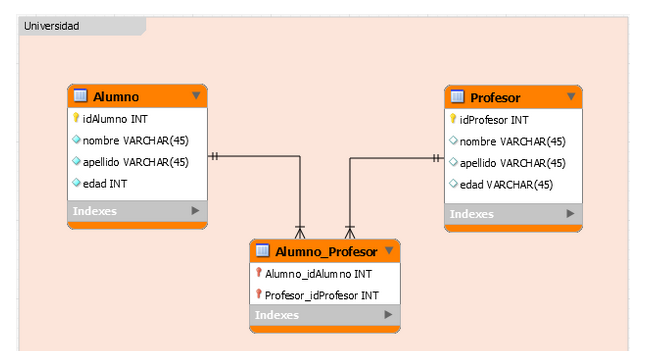 Universidad
Alumno
idAlumno INT
nombre VARCHAR(45)
apellido VARCHAR(45)
edad INT
Indexes
Profesor
idProfesor INT
nombre VARCHAR(45)
apellido VARCHAR(45)
edad VARCHAR(45)
Indexes
Alumno_Profesor
Alumno_idAlumno INT
Profesor_idProfesor INT
Indexes